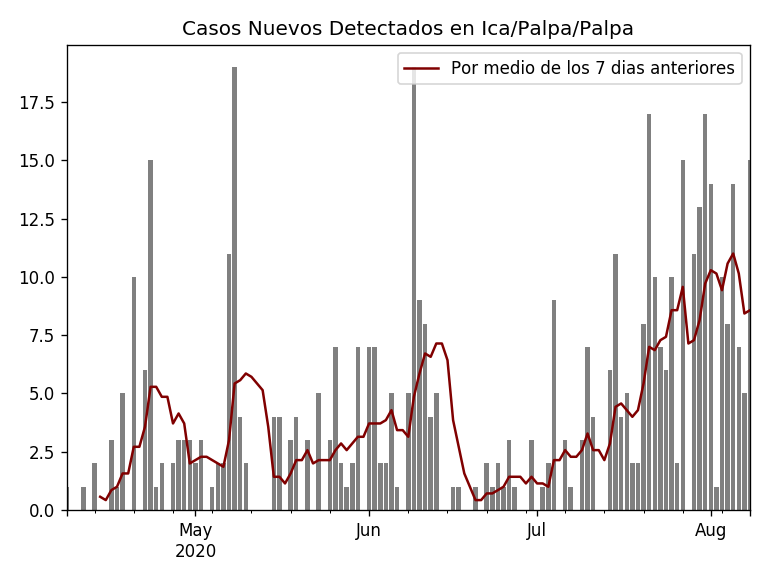 Casos Nuevos Detectados en Ica/Palpa/Palpa
Por medio de los 7 dias anteriores
17.5
15.0
12.5
10.0
7.5
5.0
2.5
0.0
May
2020
Jun
Jul
Aug